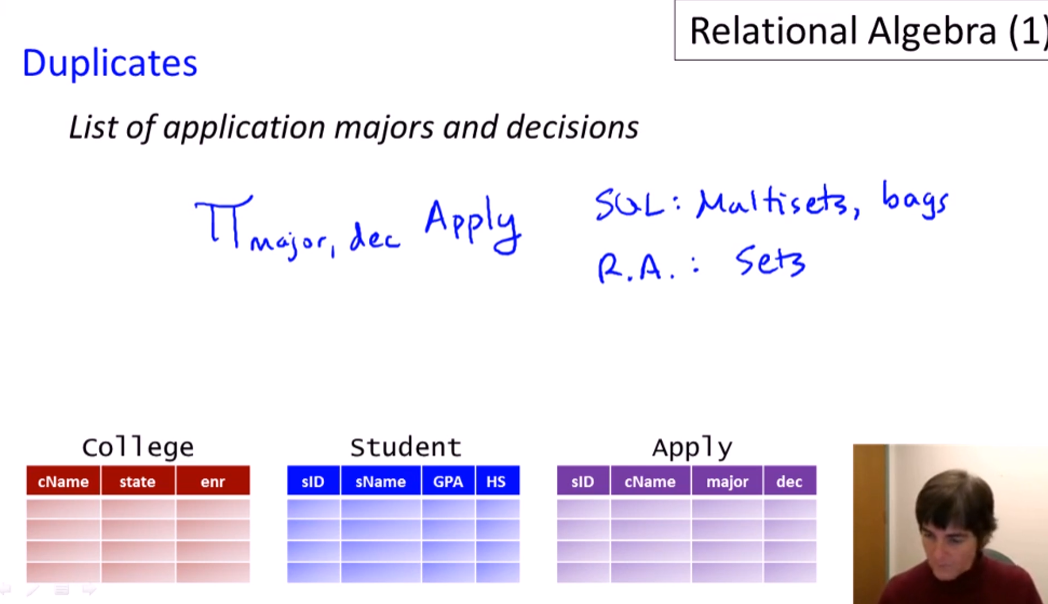 Relational Algebra (1)
Duplicates
List of application majors and decisions
π major, dec Apply
SQL: Multisets, bags
R.A.: Sets
College
cName state enr
Student
sID sName GPA HS
Apply
sID cName major dec